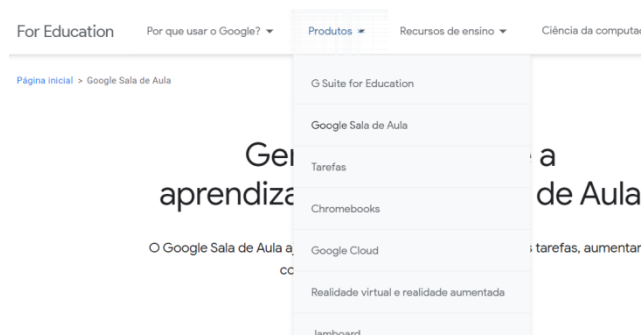 For Education Por que usar o Google? Produtos Recursos de ensino Ciência da computa
Página inicial > Google Sala de Aula
G Suite for Education
Google Sala de Aula
Tarefas
Chromebooks
Google Cloud
Realidade virtual e realidade aumentada
Jamboard
Ge a
aprendiza de Aula
O Google Sala de Aula a tarefas, aumentar
co